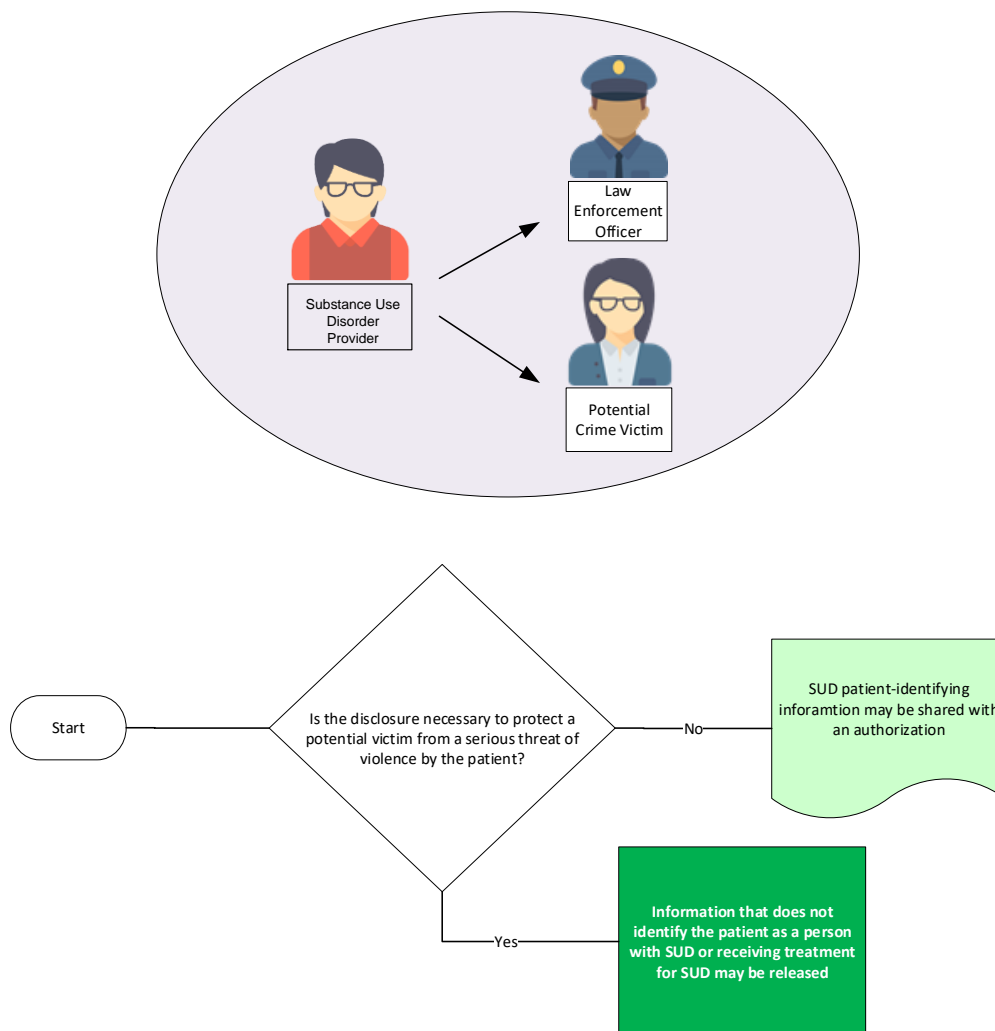 Law
Enforcement
Officer
Substance Use
Disorder
Provider
Potential
Crime Victim
Start
Is the disclosure necessary to protect a
potential victim from a serious threat of
violence by the patient?
No
SUD patient-identifying
inforamtion may be shared with
an authorization
Yes
Information that does not
identify the patient as a person
with SUD or receiving treatment
for SUD may be released